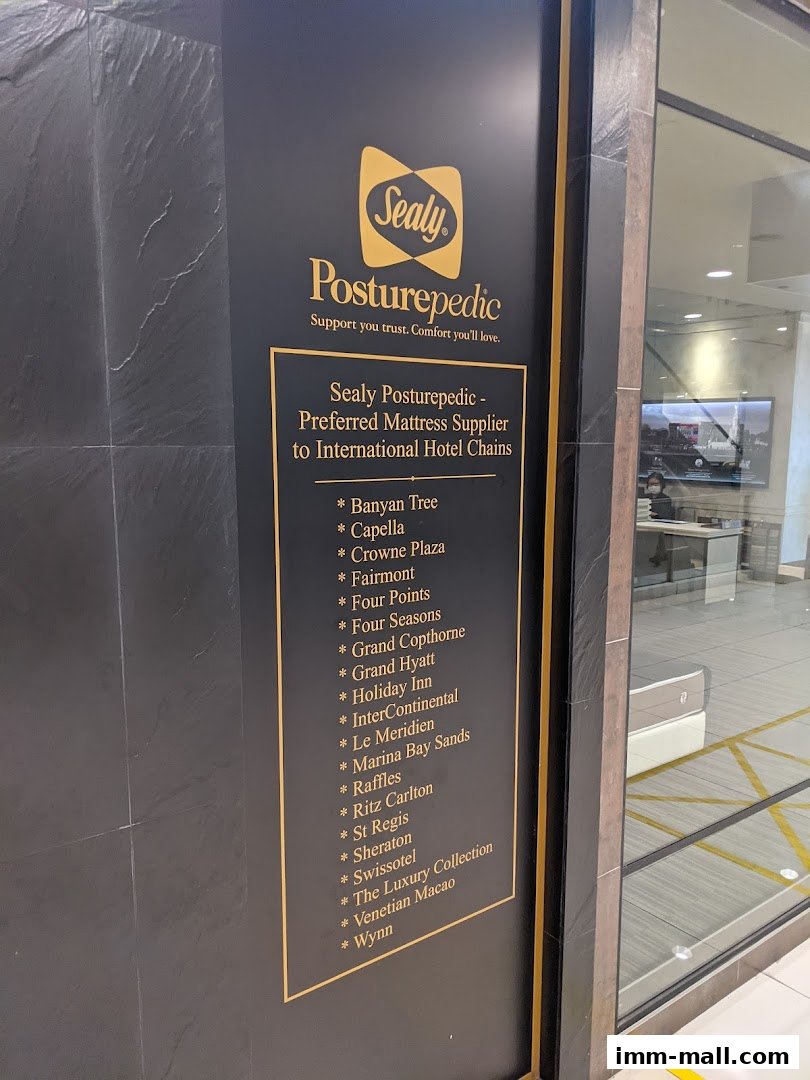 Sealy®
Posturepedic
Support you trust. Comfort you'll love.
Sealy Posturepedic -
Preferred Mattress Supplier
to International Hotel Chains
* Banyan Tree
* Capella
* Crowne Plaza
* Fairmont
* Four Points
* Four Seasons
* Grand Copthorne
* Grand Hyatt
* Holiday Inn
* InterContinental
* Le Meridien
* Marina Bay Sands
* Raffles
* Ritz Carlton
* St Regis
* Sheraton
* Swissotel
* The Luxury Collection
* Venetian Macao
* Wynn
imm-mall.com